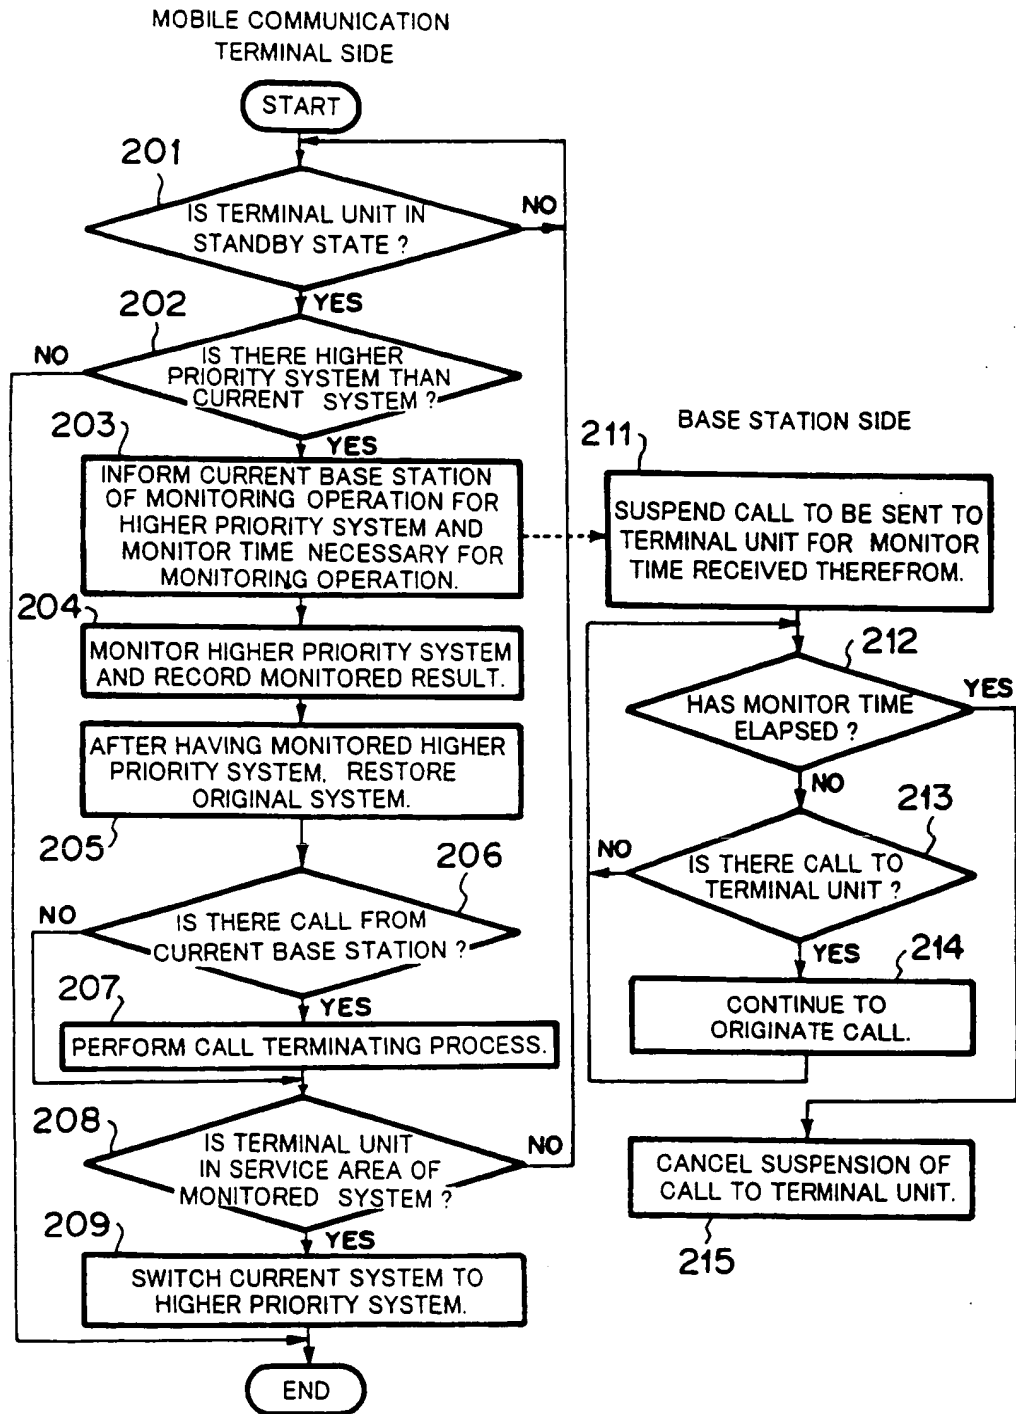 MOBILE COMMUNICATION
TERMINAL SIDE
START
201
IS TERMINAL UNIT IN
STANDBY STATE ?
NO
YES
202
IS THERE HIGHER
PRIORITY SYSTEM THAN
CURRENT SYSTEM ?
NO
YES
203
INFORM CURRENT BASE STATION
OF MONITORING OPERATION FOR
HIGHER PRIORITY SYSTEM AND
MONITOR TIME NECESSARY FOR
MONITORING OPERATION.
204
MONITOR HIGHER PRIORITY SYSTEM
AND RECORD MONITORED RESULT.
AFTER HAVING MONITORED HIGHER
PRIORITY SYSTEM, RESTORE
ORIGINAL SYSTEM.
205
206
IS THERE CALL FROM
CURRENT BASE STATION ?
NO
YES
207
PERFORM CALL TERMINATING PROCESS.
208
IS TERMINAL UNIT
IN SERVICE AREA OF
MONITORED SYSTEM ?
NO
YES
209
SWITCH CURRENT SYSTEM TO
HIGHER PRIORITY SYSTEM.
END
BASE STATION SIDE
211
SUSPEND CALL TO BE SENT TO
TERMINAL UNIT FOR MONITOR
TIME RECEIVED THEREFROM.
212
HAS MONITOR TIME
ELAPSED ?
YES
NO
213
IS THERE CALL TO
TERMINAL UNIT ?
NO
YES
214
CONTINUE TO
ORIGINATE CALL.
CANCEL SUSPENSION OF
CALL TO TERMINAL UNIT.
215